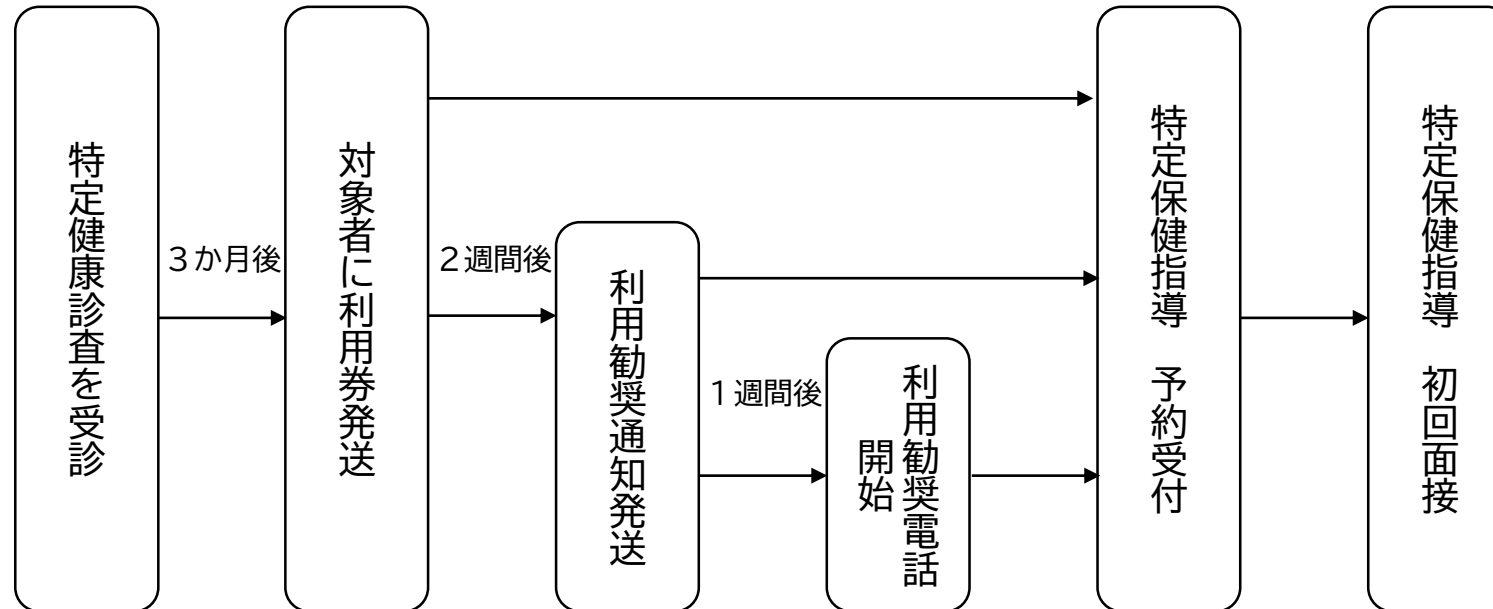 特定健康診査を受診
３か月後
対象者に利用券発送
２週間後
利用勧奨通知発送
１週間後
利用勧奨電話
開始
特定保健指導　予約受付
特定保健指導　初回面接